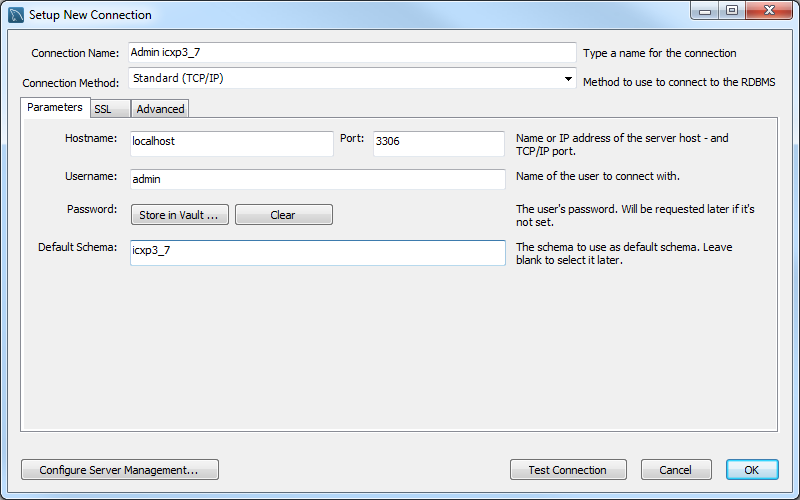 Setup New Connection
Connection Name: Admin icxp3_7 Type a name for the connection
Connection Method: Standard (TCP/IP) Method to use to connect to the RDBMS
Parameters SSL Advanced
Hostname: localhost Port: 3306 Name or IP address of the server host - and
TCP/IP port.
Username: admin Name of the user to connect with.
Password: Store in Vault ... Clear The user's password. Will be requested later if it's
not set.
Default Schema: icxp3_7 The schema to use as default schema. Leave
blank to select it later.
Configure Server Management... Test Connection Cancel OK